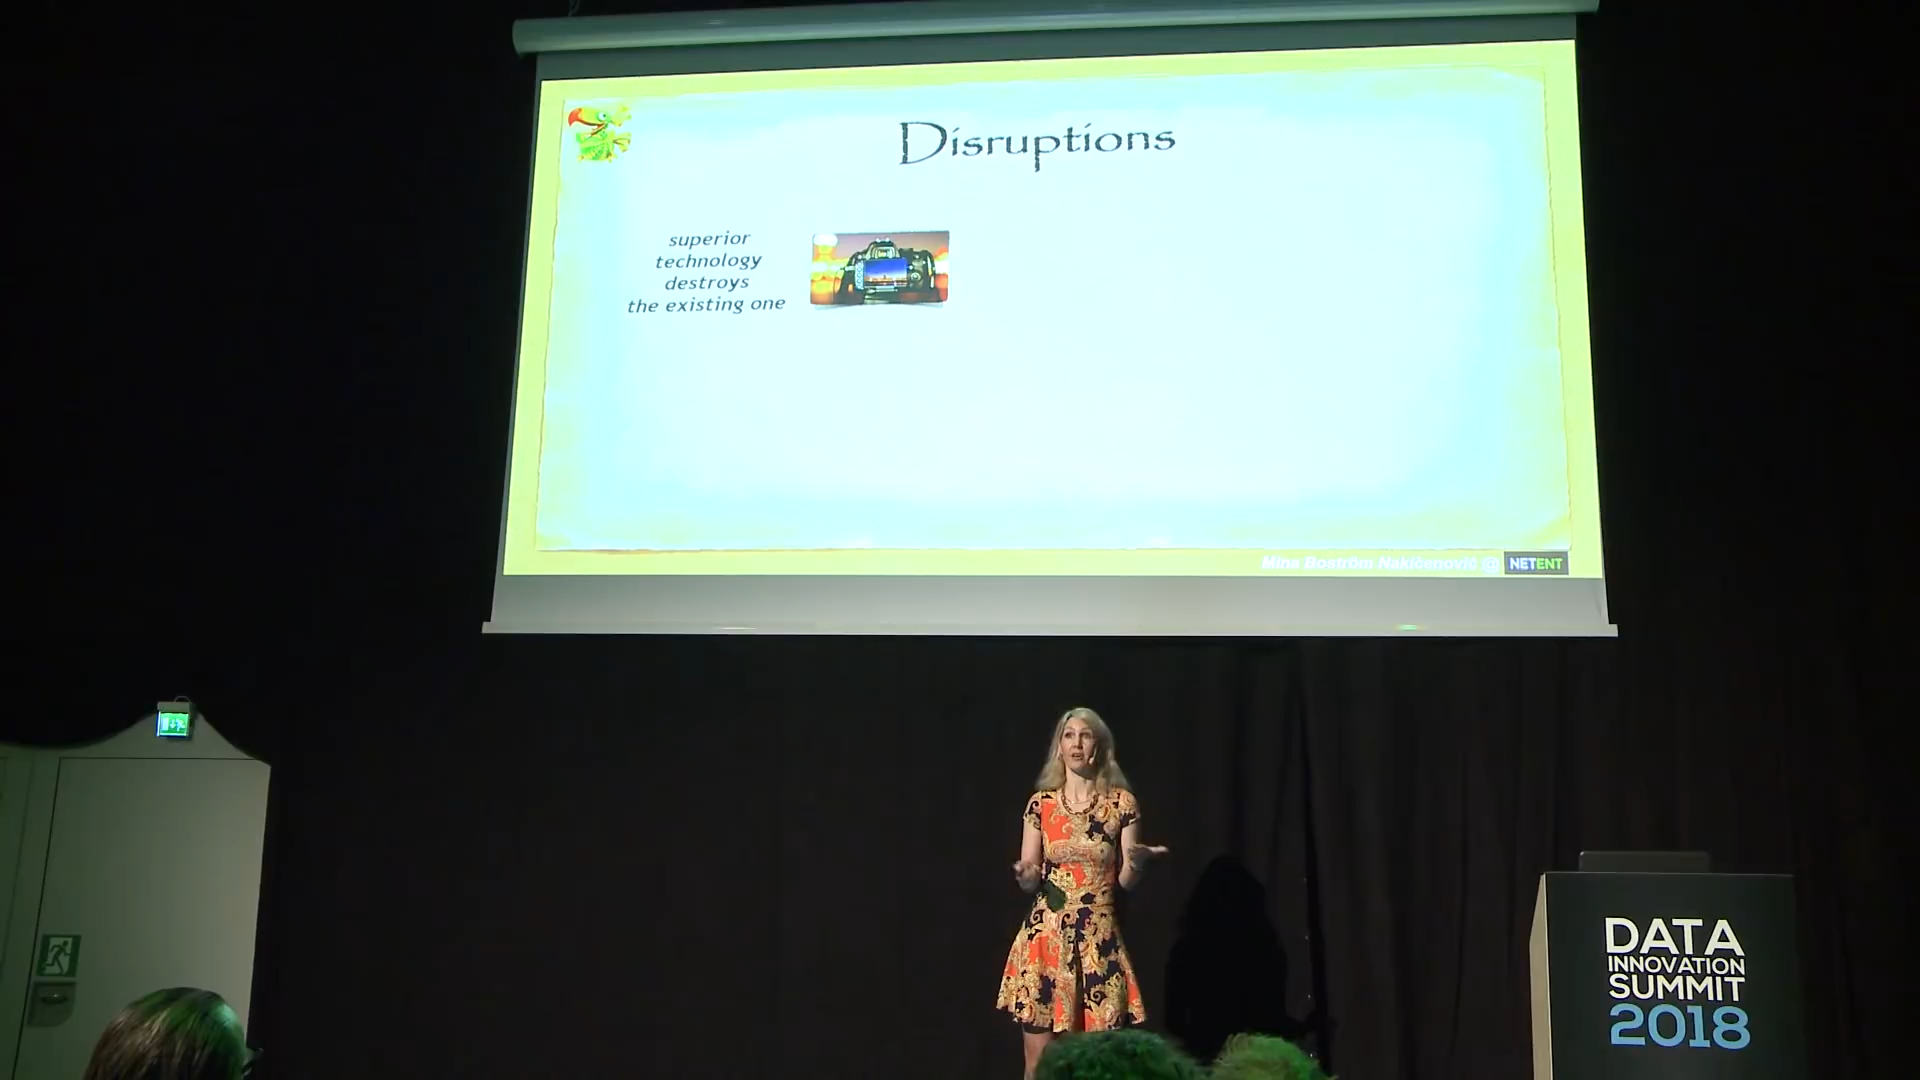 Disruptions
superior
technology
destroys
the existing one
Mina Boström Nakićenović @ NETENT
DATA
INNOVATION
SUMMIT
2018